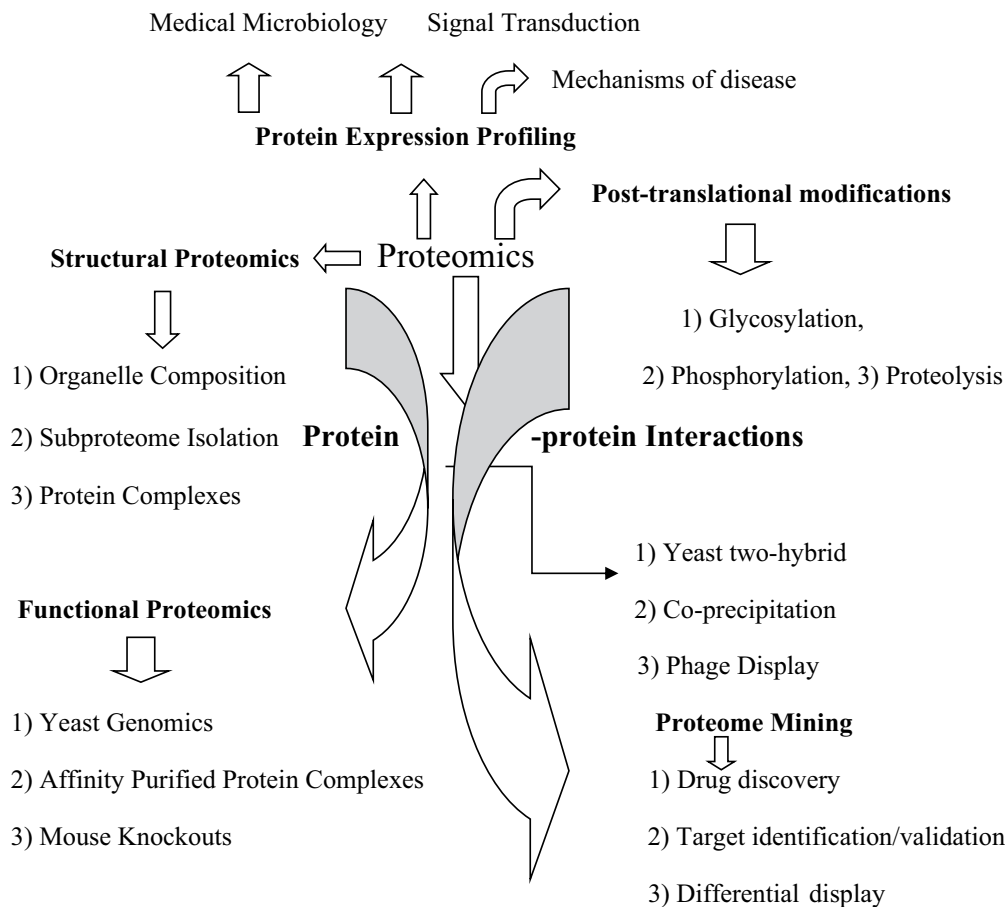 Medical Microbiology Signal Transduction
Mechanisms of disease
Protein Expression Profiling
Post-translational modifications
Structural Proteomics Proteomics
1) Glycosylation,
2) Phosphorylation, 3) Proteolysis
1) Organelle Composition
2) Subproteome Isolation
3) Protein Complexes
Protein -protein Interactions
1) Yeast two-hybrid
2) Co-precipitation
3) Phage Display
Functional Proteomics
1) Yeast Genomics
2) Affinity Purified Protein Complexes
3) Mouse Knockouts
Proteome Mining
1) Drug discovery
2) Target identification/validation
3) Differential display